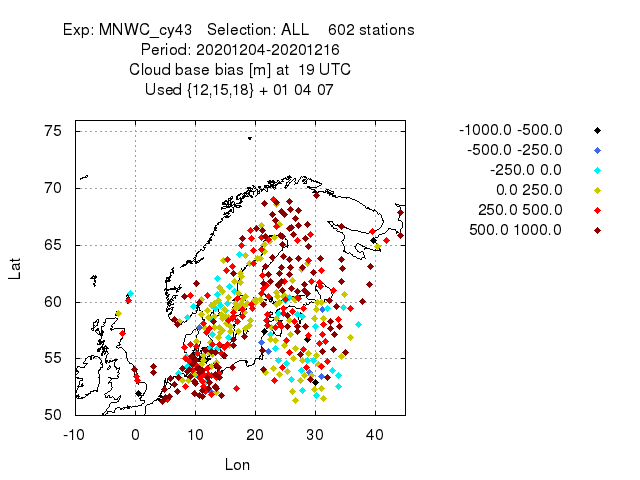 Exp: MNWC_cy43 Selection: ALL 602 stations
Period: 20201204-20201216
Cloud base bias [m] at 19 UTC
Used {12,15,18} + 01 04 07
-1000.0 -500.0
-500.0 -250.0
-250.0 0.0
0.0 250.0
250.0 500.0
500.0 1000.0
75
70
65
60
55
50
Lat
-10 0 10 20 30 40
Lon